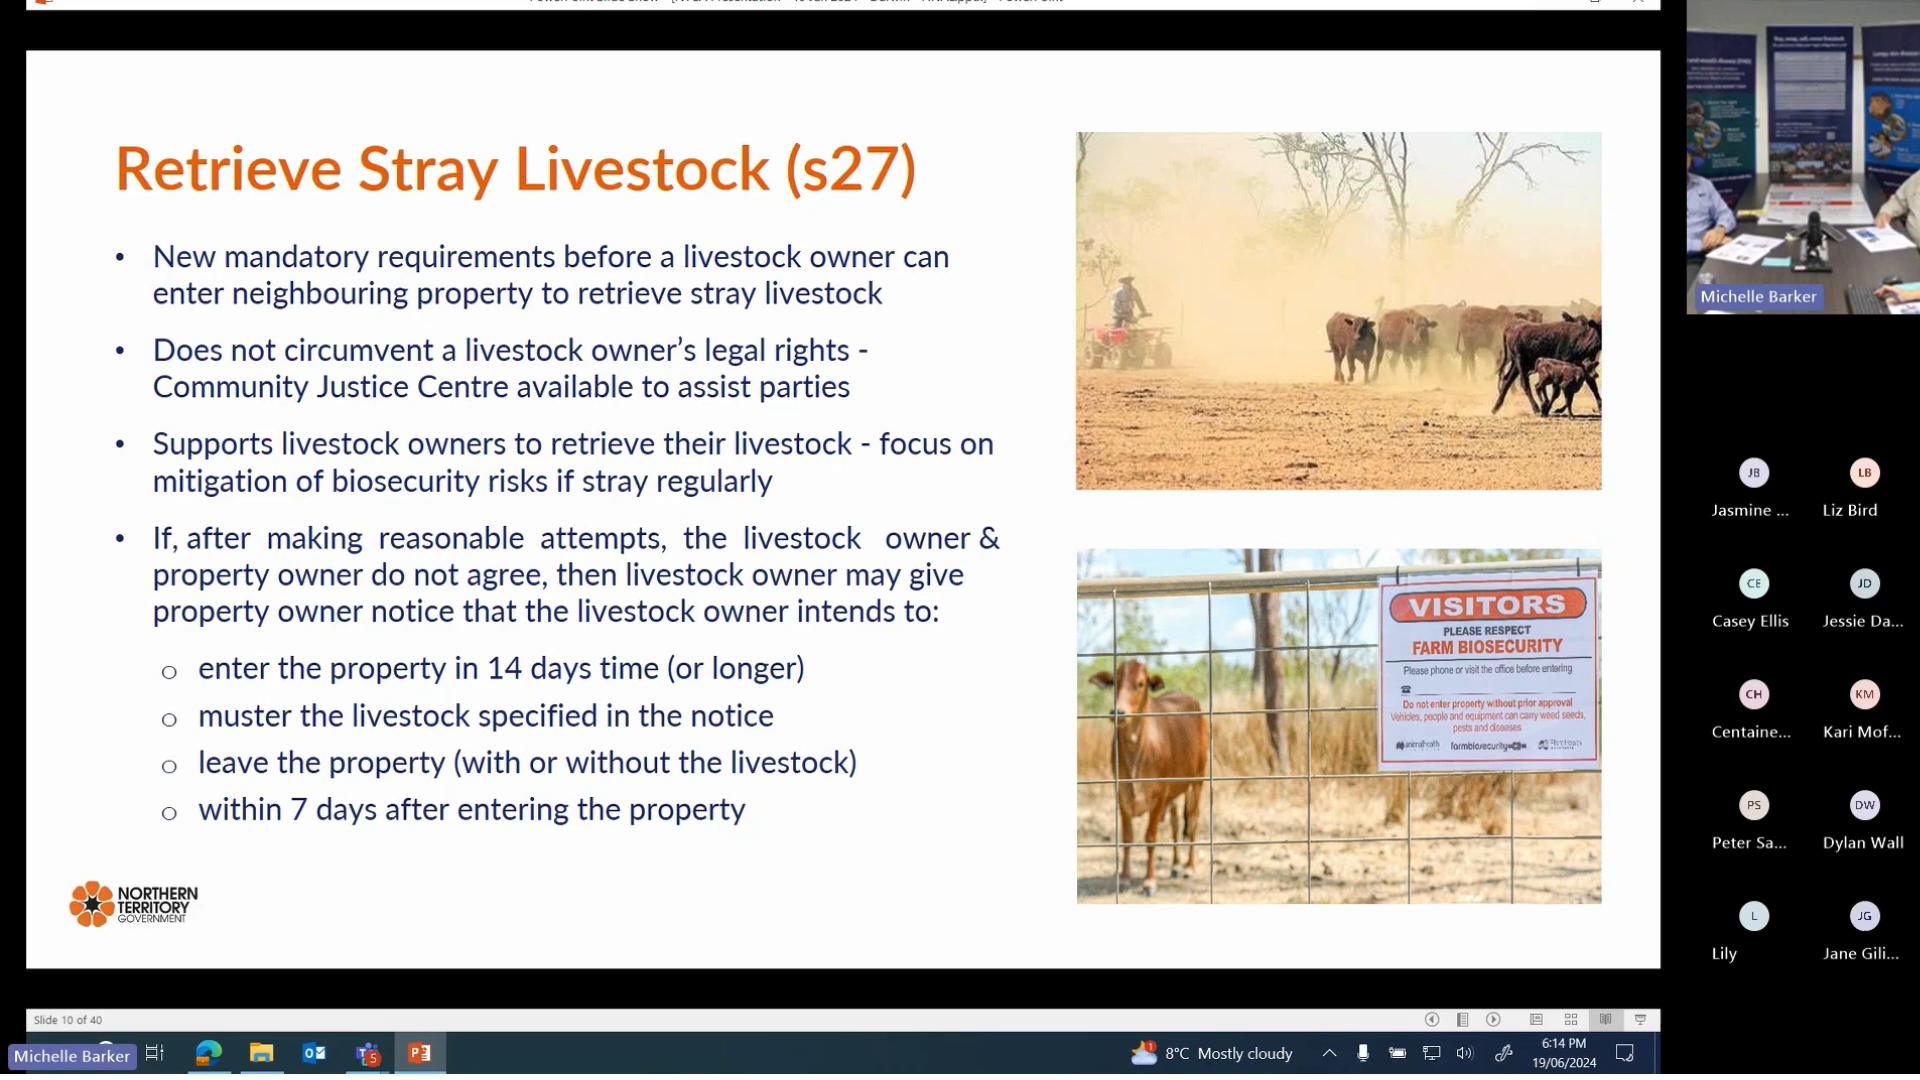 Retrieve Stray Livestock (s27)
• New mandatory requirements before a livestock owner can
enter neighbouring property to retrieve stray livestock
• Does not circumvent a livestock owner’s legal rights -
Community Justice Centre available to assist parties
• Supports livestock owners to retrieve their livestock - focus on
mitigation of biosecurity risks if stray regularly
• If, after making reasonable attempts, the livestock owner &
property owner do not agree, then livestock owner may give
property owner notice that the livestock owner intends to:
o enter the property in 14 days time (or longer)
o muster the livestock specified in the notice
o leave the property (with or without the livestock)
o within 7 days after entering the property
NORTHERN
TERRITORY
GOVERNMENT
VISITORS
PLEASE RESPECT
FARM BIOSECURITY
Please phone or visit the office before entering
Do not enter property without prior approval
Vehicles, people and equipment can carry weed seeds,
pests and diseases
farmbiosecurity
Michelle Barker
JB
LB
Jasmine ...
Liz Bird
CE
JD
Casey Ellis
Jessie Da...
CH
KM
Centaine...
Kari Mof...
PS
DW
Peter Sa...
Dylan Wall
L
JG
Lily
Jane Gili...
Slide 10 of 40
Michelle Barker
8°C Mostly cloudy
6:14 PM
19/06/2024